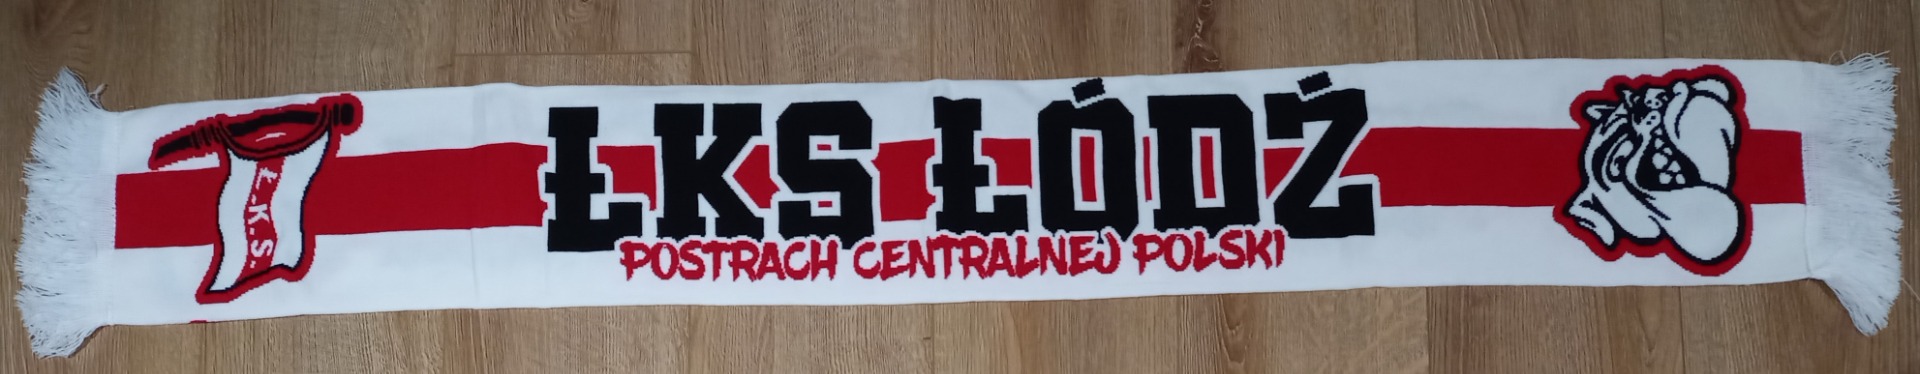 Ł.K.S.
ŁKS ŁÓDŹ
POSTRACH CENTRALNEJ POLSKI